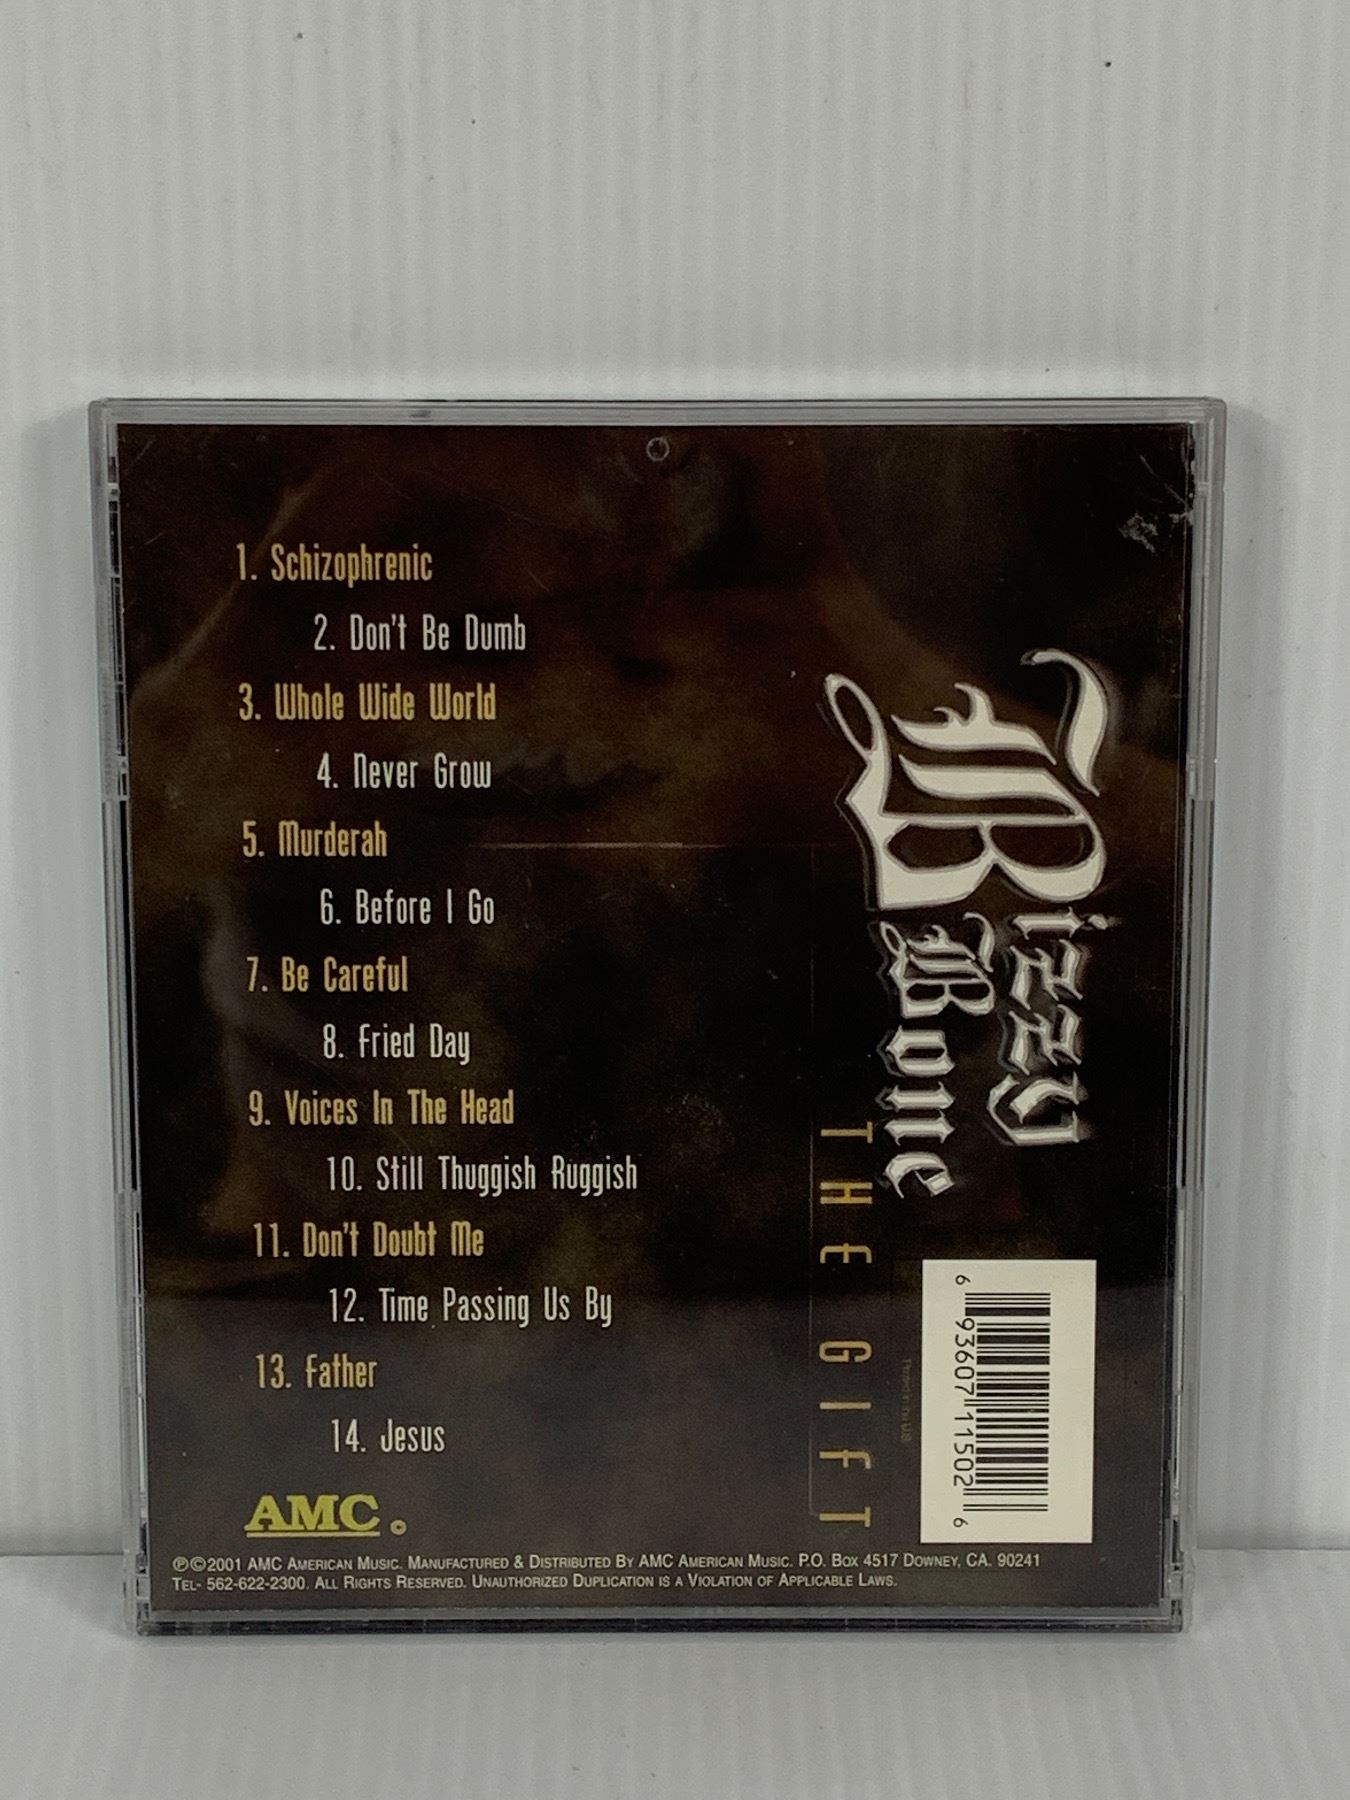 1. Schizophrenic
2. Don't Be Dumb
3. Whole Wide World
4. Never Grow
5. Murderah
6. Before I Go
7. Be Careful
8. Fried Day
9. Voices In The Head
10. Still Thuggish Ruggish
11. Don't Doubt Me
12. Time Passing Us By
13. Father
14. Jesus
Bizzy
Bone
THE GIFT
Printed in the U.S.
6 93607 11502 6
AMC ©
℗©2001 AMC American Music. Manufactured & Distributed By AMC American Music. P.O. Box 4517 Downey, CA. 90241
Tel- 562-622-2300. All Rights Reserved. Unauthorized Duplication is a Violation of Applicable Laws.